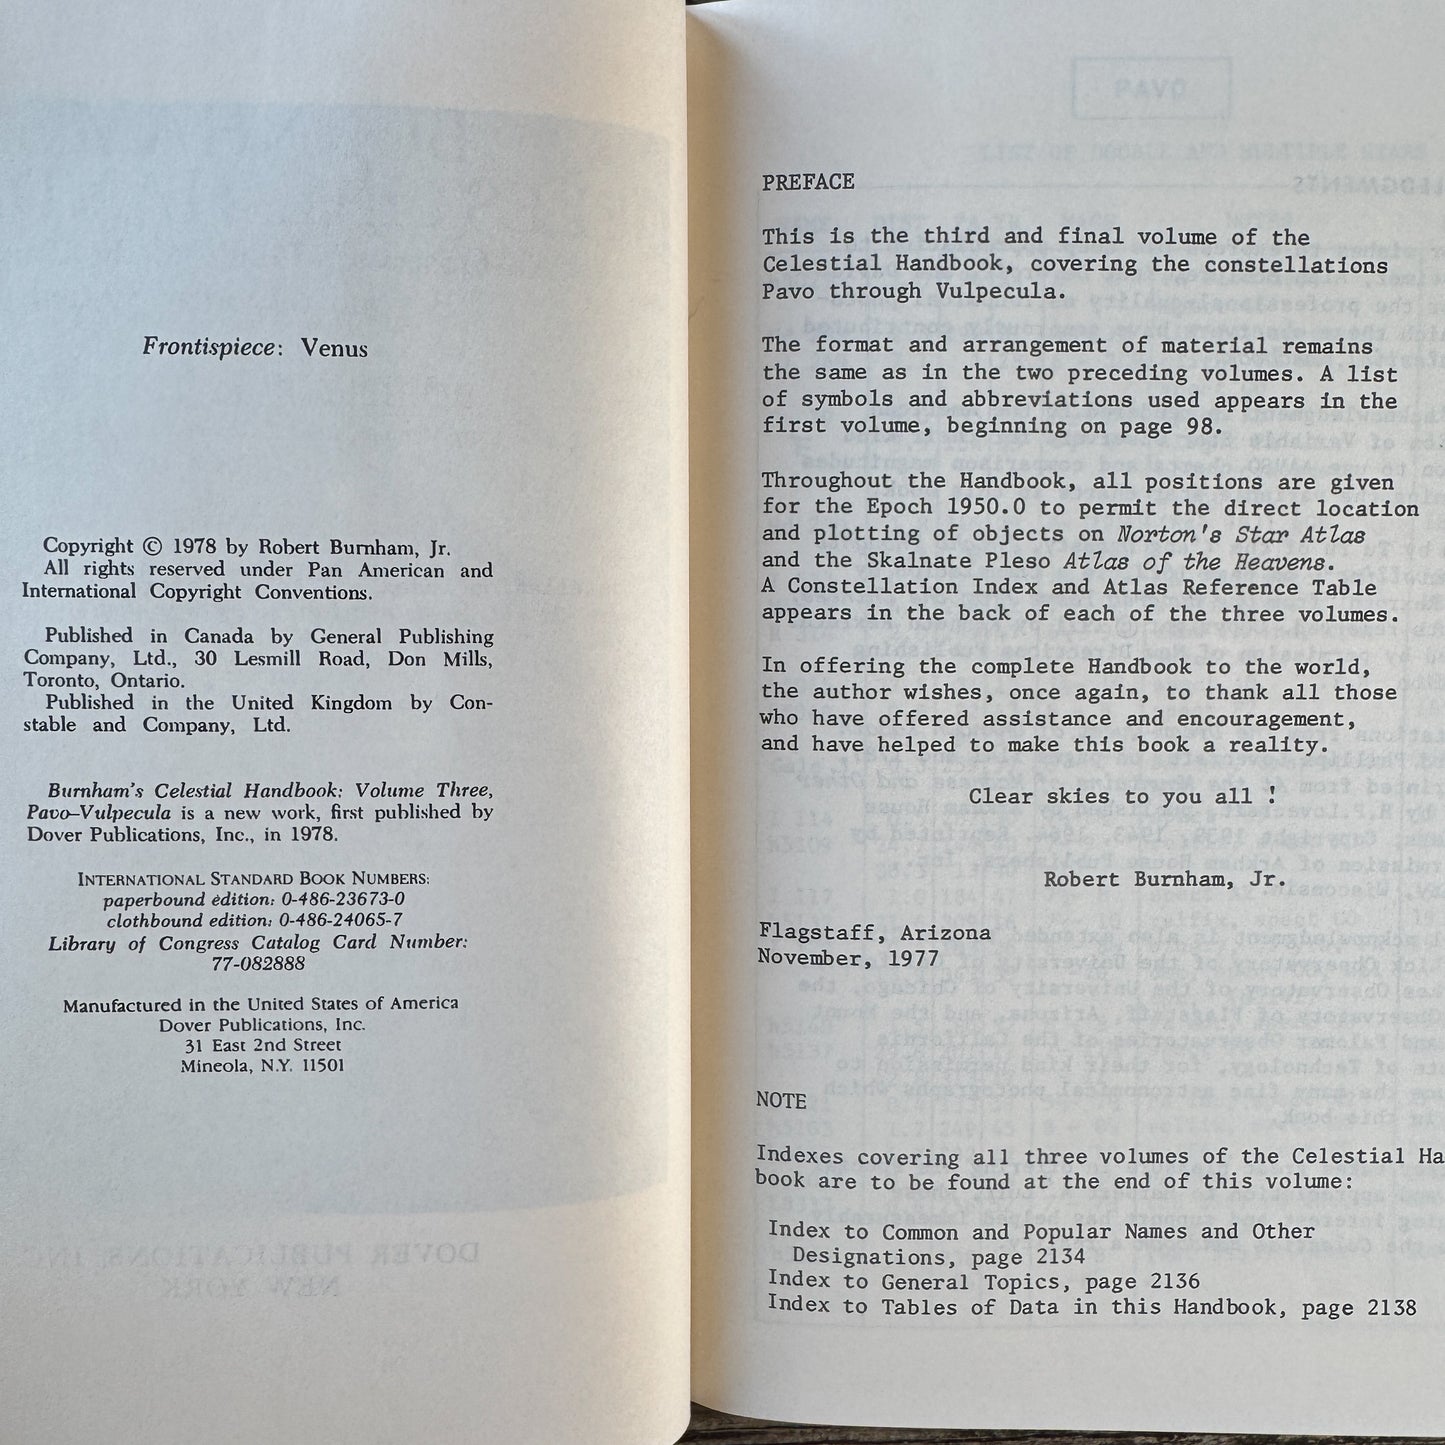 Frontispiece: Venus
Copyright © 1978 by Robert Burnham, Jr.
All rights reserved under Pan American and
International Copyright Conventions.
Published in Canada by General Publishing
Company, Ltd., 30 Lesmill Road, Don Mills,
Toronto, Ontario.
Published in the United Kingdom by Con-
stable and Company, Ltd.
Burnham's Celestial Handbook: Volume Three,
Pavo–Vulpecula is a new work, first published by
Dover Publications, Inc., in 1978.
INTERNATIONAL STANDARD BOOK NUMBERS:
paperbound edition: 0-486-23673-0
clothbound edition: 0-486-24065-7
Library of Congress Catalog Card Number:
77-082888
Manufactured in the United States of America
Dover Publications, Inc.
31 East 2nd Street
Mineola, N.Y. 11501
PREFACE
This is the third and final volume of the
Celestial Handbook, covering the constellations
Pavo through Vulpecula.
The format and arrangement of material remains
the same as in the two preceding volumes. A list
of symbols and abbreviations used appears in the
first volume, beginning on page 98.
Throughout the Handbook, all positions are given
for the Epoch 1950.0 to permit the direct location
and plotting of objects on Norton's Star Atlas
and the Skalnate Pleso Atlas of the Heavens.
A Constellation Index and Atlas Reference Table
appears in the back of each of the three volumes.
In offering the complete Handbook to the world,
the author wishes, once again, to thank all those
who have offered assistance and encouragement,
and have helped to make this book a reality.
Clear skies to you all !
Robert Burnham, Jr.
Flagstaff, Arizona
November, 1977
NOTE
Indexes covering all three volumes of the Celestial Ha
book are to be found at the end of this volume:
Index to Common and Popular Names and Other
Designations, page 2134
Index to General Topics, page 2136
Index to Tables of Data in this Handbook, page 2138